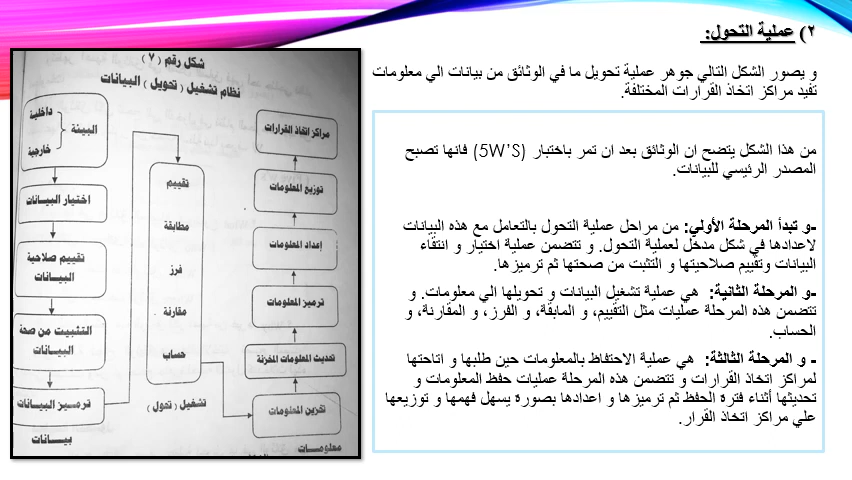 ٢) عملية التحول:
و يصور الشكل التالي جوهر عملية تحويل ما في الوثائق من بيانات الي معلومات
تفيد مراكز اتخاذ القرارات المختلفة.
من هذا الشكل يتضح ان الوثائق بعد ان تمر باختبار (5W’S) فانها تصبح
المصدر الرئيسي للبيانات.
-و تبدأ المرحلة الأولي: من مراحل عملية التحول بالتعامل مع هذه البيانات
لاعدادها في شكل مدخل لعملية التحول. و تتضمن عملية اختيار و انتقاء
البيانات وتقييم صلاحيتها و التثبت من صحتها ثم ترميزها.
-و المرحلة الثانية: هي عملية تشغيل البيانات و تحويلها الي معلومات. و
تتضمن هذه المرحلة عمليات مثل التقييم، و المابقة، و الفرز، و المقارنة، و
الحساب.
- و المرحلة الثالثة: هي عملية الاحتفاظ بالمعلومات حين طلبها و اتاحتها
لمراكز اتخاذ القرارات و تتضمن هذه المرحلة عمليات حفظ المعلومات و
تحديثها أثناء فترة الحفظ ثم ترميزها و اعدادها بصورة يسهل فهمها و توزيعها
علي مراكز اتخاذ القرار.
شكل رقم (٧)
نظام تشغيل (تحويل) البيانات
البيئة
داخلية
خارجية
اختيار البيانات
تقييم صلاحية
البيانات
التثبيت من صحة
البيانات
ترميز البيانات
بيانات
تقييم
مطابقة
فرز
مقارنة
حساب
تشغيل (تحول)
مراكز اتخاذ القرارات
توزيع المعلومات
إعداد المعلومات
ترميز المعلومات
تحديث المعلومات المخزنة
تخزين المعلومات
معلومات